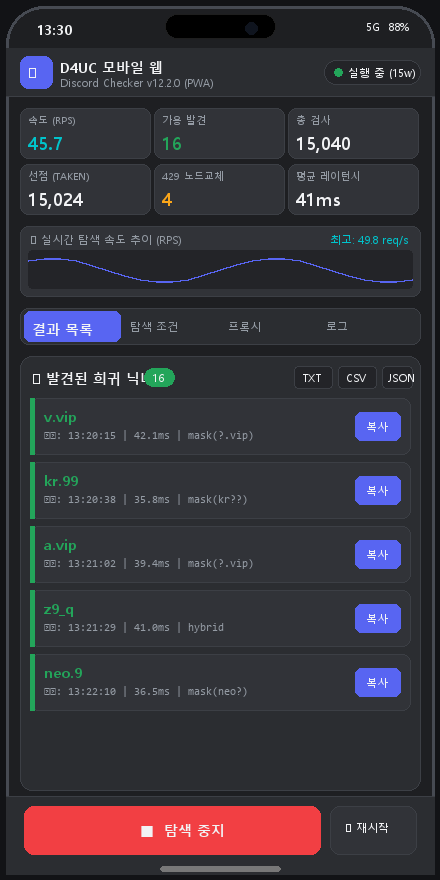 13:30
5G 88%
D4UC 모바일 웹
Discord Checker v12.2.0 (PWA)
실행 중 (15w)
속도 (RPS)
45.7
가용 발견
16
총 검사
15,040
선점 (TAKEN)
15,024
429 노드교체
4
평균 레이턴시
41ms
실시간 탐색 속도 추이 (RPS)
최고: 49.8 req/s
결과 목록
탐색 조건
프록시
로그
발견된 희귀
16
TXT
CSV
JSON
v.vip
: 13:20:15 | 42.1ms | mask(?.vip)
복사
kr.99
: 13:20:38 | 35.8ms | mask(kr??)
복사
a.vip
: 13:21:02 | 39.4ms | mask(?.vip)
복사
z9_q
: 13:21:29 | 41.0ms | hybrid
복사
neo.9
: 13:22:10 | 36.5ms | mask(neo?)
복사
탐색 중지
재시작